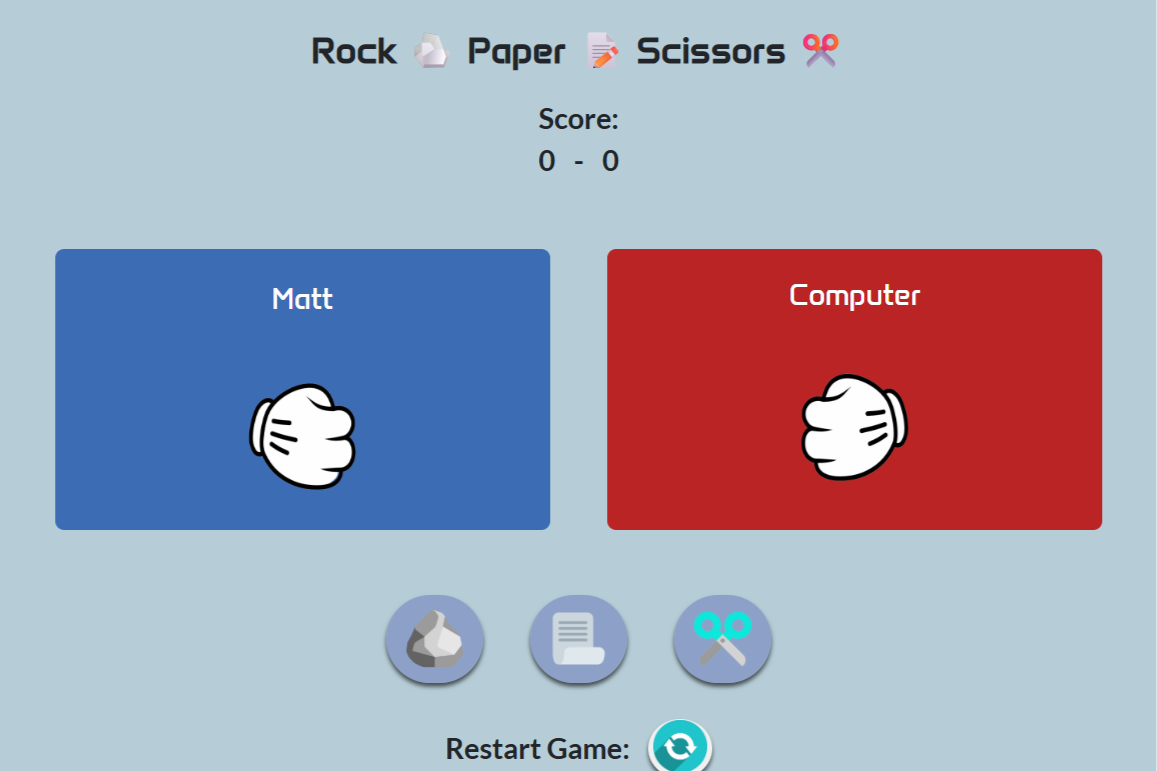 Rock Paper Scissors
Score:
0 - 0
Matt
Computer
Restart Game: